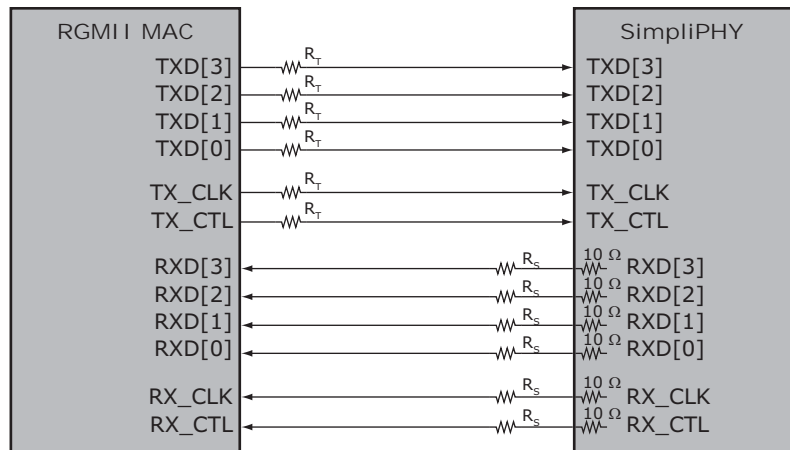 RGMII MAC SimpliPHY
TXD[3] R_T TXD[3]
TXD[2] R_T TXD[2]
TXD[1] R_T TXD[1]
TXD[0] R_T TXD[0]
TX_CLK R_T TX_CLK
TX_CTL R_T TX_CTL
RXD[3] R_S 10 Ω RXD[3]
RXD[2] R_S 10 Ω RXD[2]
RXD[1] R_S 10 Ω RXD[1]
RXD[0] R_S 10 Ω RXD[0]
RX_CLK R_S 10 Ω RX_CLK
RX_CTL R_S 10 Ω RX_CTL